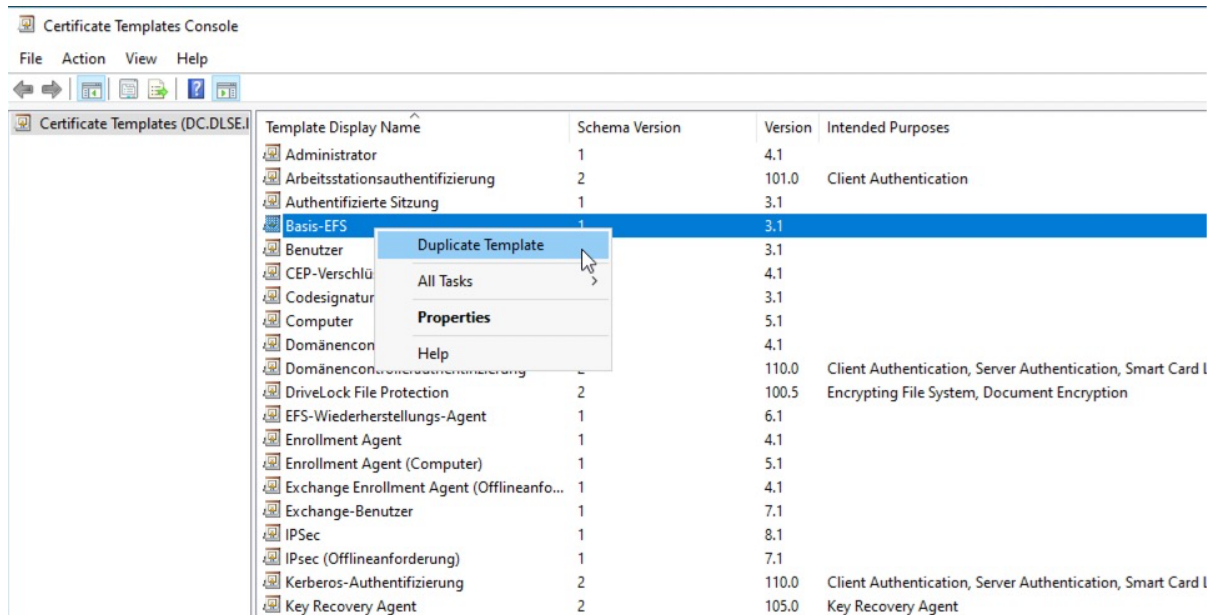 Certificate Templates Console
File Action View Help
Certificate Templates (DC.DLSE.I
Template Display Name Schema Version Version Intended Purposes
Administrator 1 4.1
Arbeitsstationsauthentifizierung 2 101.0 Client Authentication
Authentifizierte Sitzung 1 3.1
Basis-EFS 1 3.1
Duplicate Template
Benutzer 3.1
CEP-Verschlü 4.1
All Tasks
Codesignatur 3.1
Properties
Computer 5.1
Domänencon 4.1
Help
Domänencontrollerauthentifizierung 2 110.0 Client Authentication, Server Authentication, Smart Card L
DriveLock File Protection 2 100.5 Encrypting File System, Document Encryption
EFS-Wiederherstellungs-Agent 1 6.1
Enrollment Agent 1 4.1
Enrollment Agent (Computer) 1 5.1
Exchange Enrollment Agent (Offlineanfo... 1 4.1
Exchange-Benutzer 1 7.1
IPSec 1 8.1
IPsec (Offlineanforderung) 1 7.1
Kerberos-Authentifizierung 2 110.0 Client Authentication, Server Authentication, Smart Card L
Key Recovery Agent 2 105.0 Key Recovery Agent